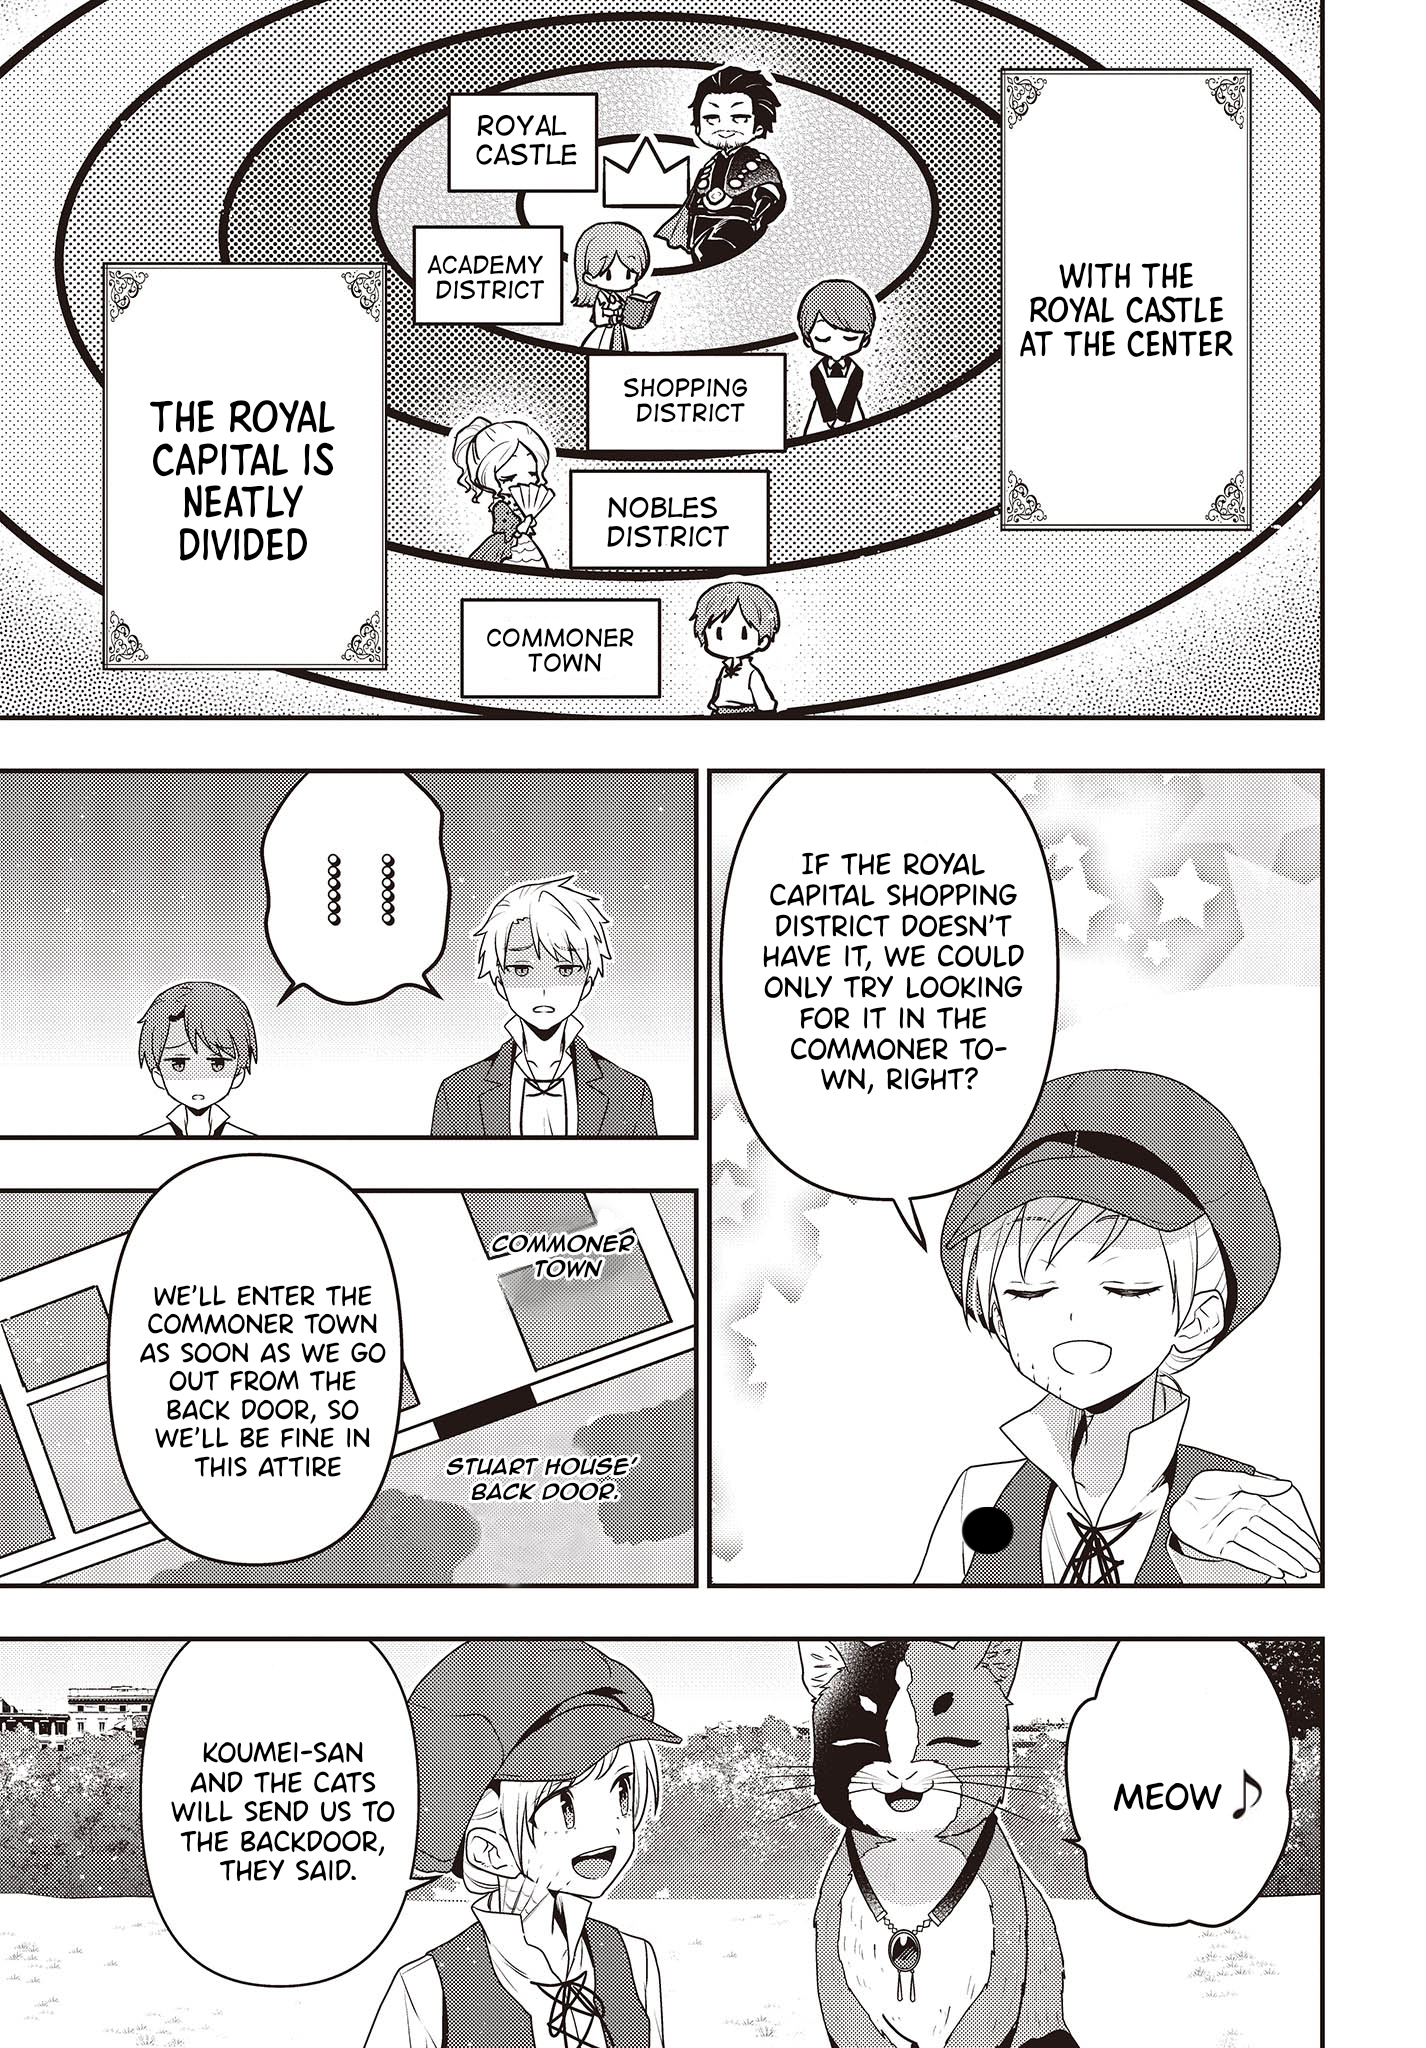 WITH THE
ROYAL CASTLE
AT THE CENTER
THE ROYAL
CAPITAL IS
NEATLY
DIVIDED
ROYAL
CASTLE
ACADEMY
DISTRICT
SHOPPING
DISTRICT
NOBLES
DISTRICT
COMMONER
TOWN
IF THE ROYAL
CAPITAL SHOPPING
DISTRICT DOESN'T
HAVE IT, WE COULD
ONLY TRY LOOKING
FOR IT IN THE
COMMONER TO-
WN, RIGHT?
COMMONER
TOWN
WE'LL ENTER THE
COMMONER TOWN
AS SOON AS WE GO
OUT FROM THE
BACK DOOR, SO
WE'LL BE FINE IN
THIS ATTIRE
STUART HOUSE'
BACK DOOR.
MEOW ♪
KOUMEI-SAN
AND THE CATS
WILL SEND US TO
THE BACKDOOR,
THEY SAID.